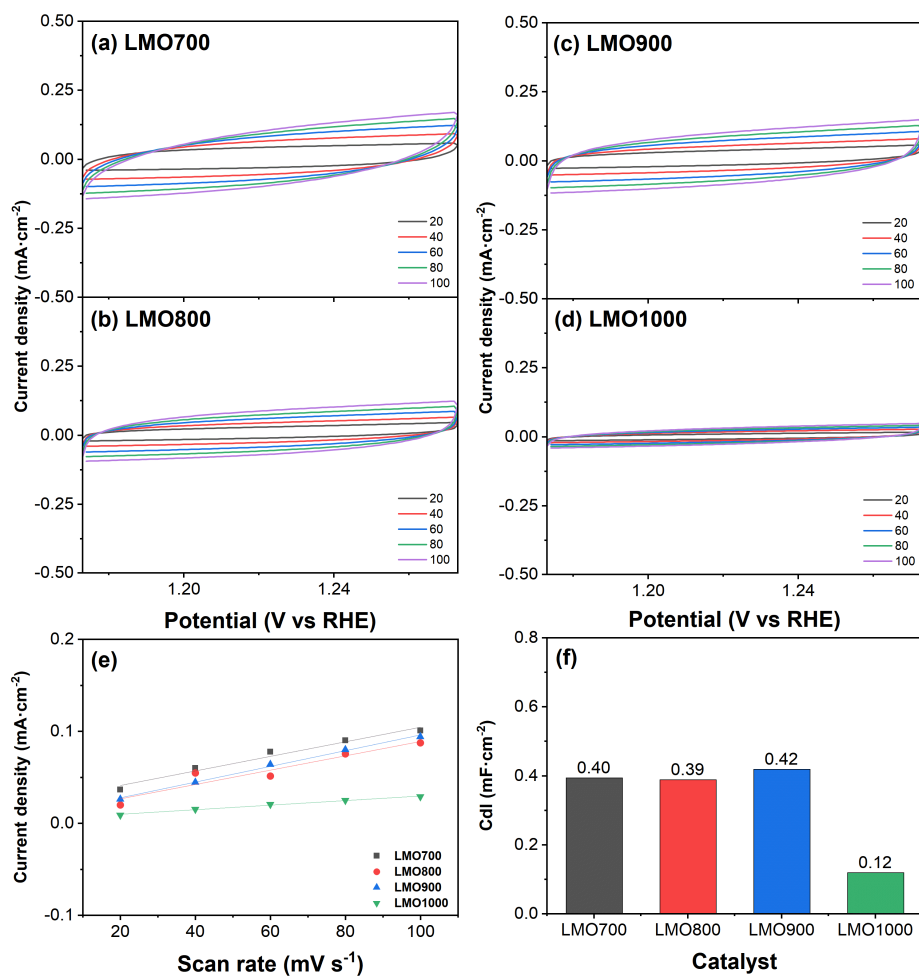 (a) LMO700
0.50
0.25
0.00
-0.25
-0.50
20
40
60
80
100
(b) LMO800
0.25
0.00
-0.25
-0.50
20
40
60
80
100
1.20
1.24
Current density (mA·cm⁻²)
Potential (V vs RHE)
(c) LMO900
0.50
0.25
0.00
-0.25
-0.50
20
40
60
80
100
(d) LMO1000
0.25
0.00
-0.25
-0.50
20
40
60
80
100
1.20
1.24
Current density (mA·cm⁻²)
Potential (V vs RHE)
(e)
0.2
0.1
0.0
-0.1
Current density (mA·cm⁻²)
LMO700
LMO800
LMO900
LMO1000
20
40
60
80
100
Scan rate (mV s⁻¹)
(f)
0.8
0.6
0.4
0.2
0.0
Cdl (mF·cm⁻²)
0.40
0.39
0.42
0.12
LMO700
LMO800
LMO900
LMO1000
Catalyst